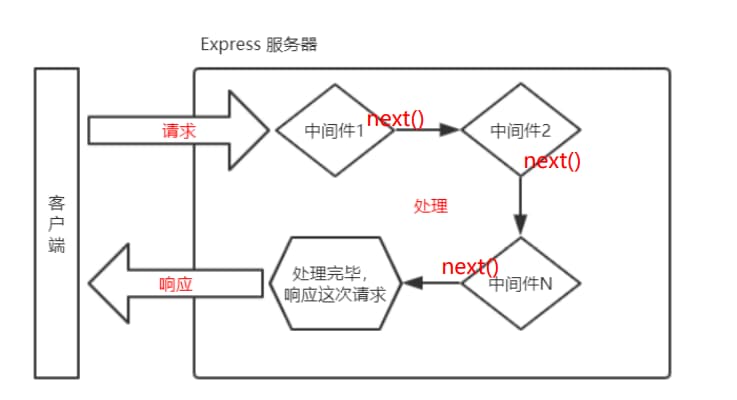 Express 服务器
客户端
请求
中间件1
next()
中间件2
next()
处理
next()
中间件N
处理完毕，
响应这次请求
响应